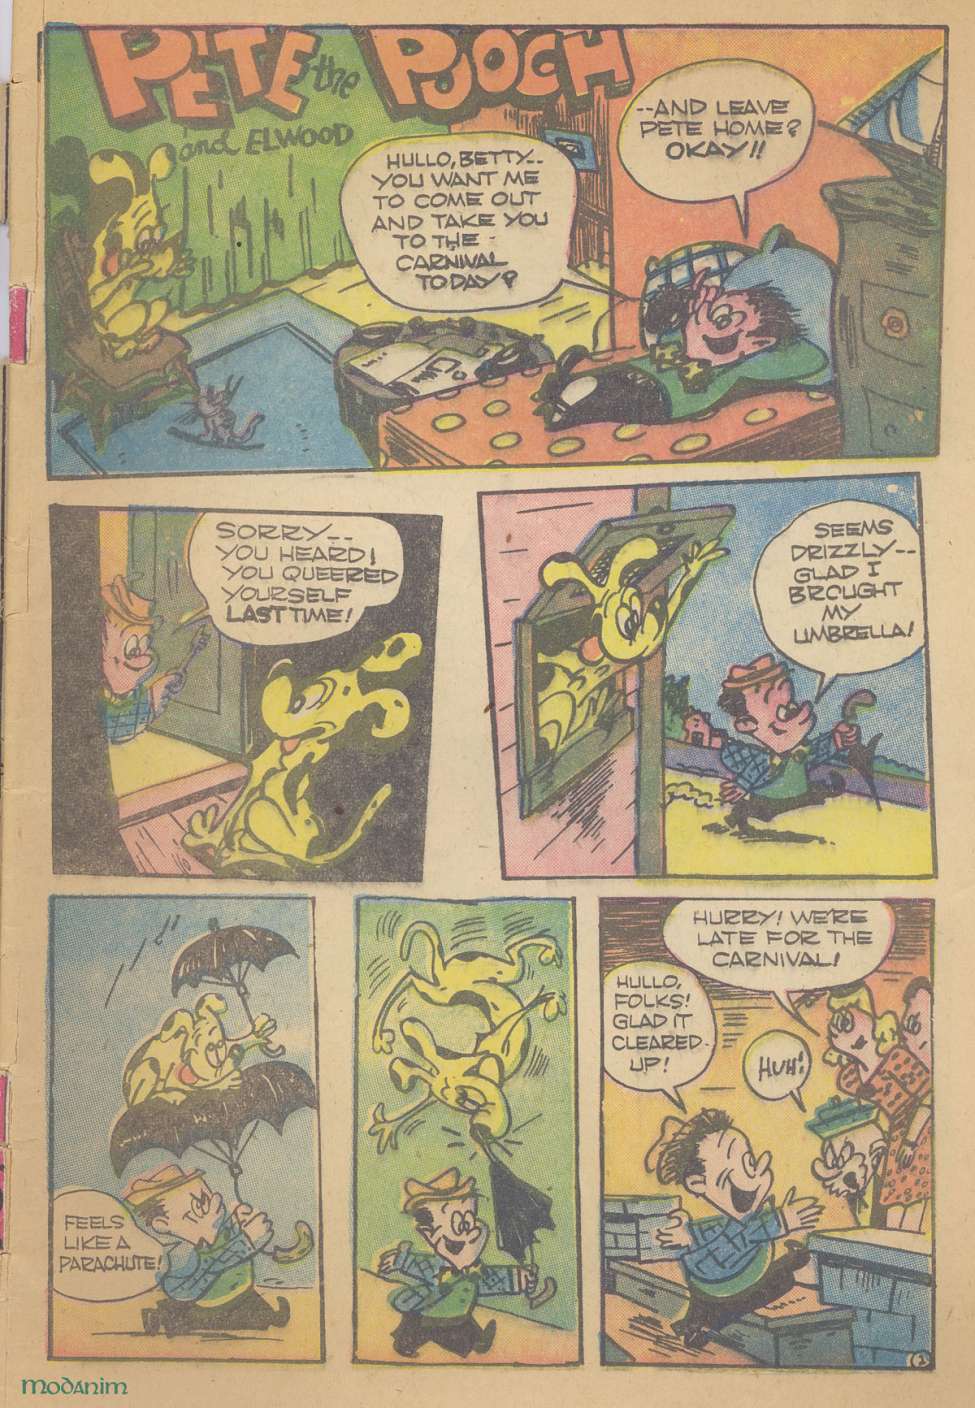 PETE the POOCH
and ELWOOD
HULLO, BETTY--
YOU WANT ME
TO COME OUT
AND TAKE YOU
TO THE
CARNIVAL
TODAY?
--AND LEAVE
PETE HOME?
OKAY!!
SORRY--
YOU HEARD!
YOU QUEERED
YOURSELF
LAST TIME!
SEEMS
DRIZZLY--
GLAD I
BROUGHT
MY
UMBRELLA!
FEELS
LIKE A
PARACHUTE!
HULLO,
FOLKS!
GLAD IT
CLEARED
UP!
HURRY! WE'RE
LATE FOR THE
CARNIVAL!
HUH!
MODANIM